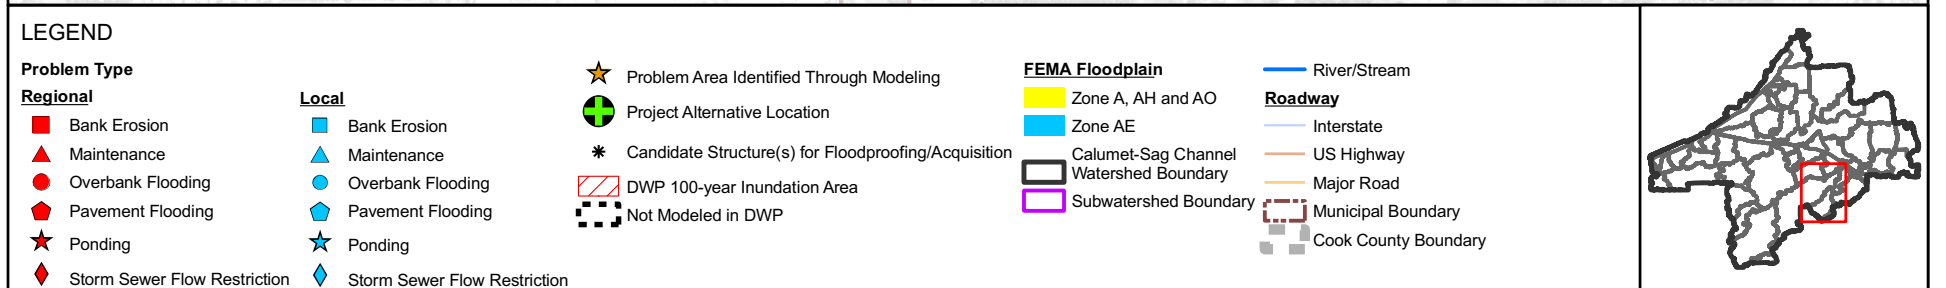 LEGEND
Problem Type
Regional
Bank Erosion
Maintenance
Overbank Flooding
Pavement Flooding
Ponding
Storm Sewer Flow Restriction
Local
Bank Erosion
Maintenance
Overbank Flooding
Pavement Flooding
Ponding
Storm Sewer Flow Restriction
Problem Area Identified Through Modeling
Project Alternative Location
Candidate Structure(s) for Floodproofing/Acquisition
DWP 100-year Inundation Area
Not Modeled in DWP
FEMA Floodplain
Zone A, AH and AO
Zone AE
Calumet-Sag Channel
Watershed Boundary
Subwatershed Boundary
River/Stream
Roadway
Interstate
US Highway
Major Road
Municipal Boundary
Cook County Boundary